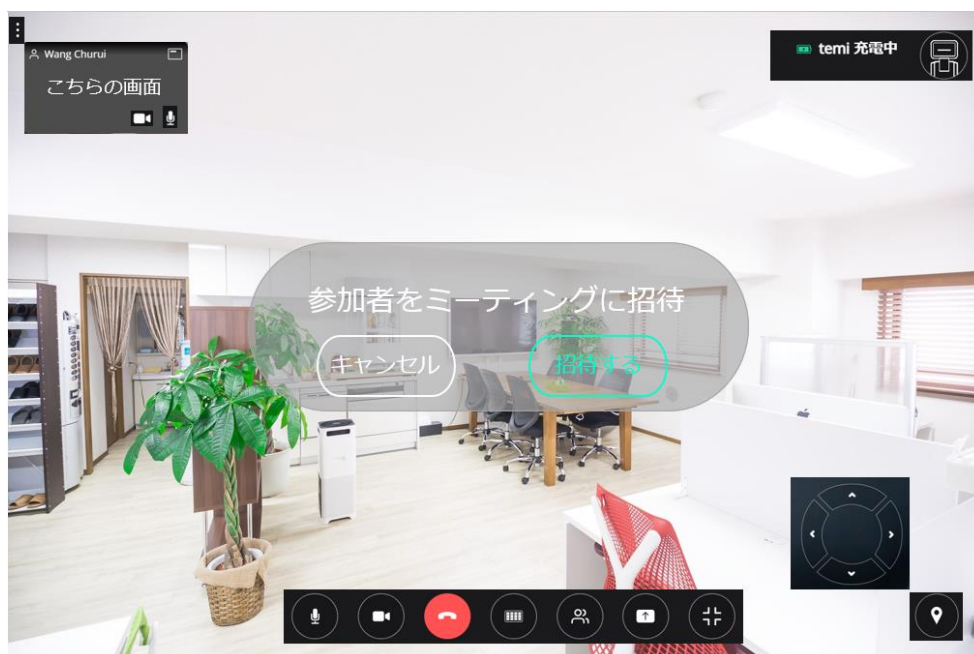 Wang Churui
こちらの画面
temi 充電中
参加者をミーティングに招待
キャンセル
招待する